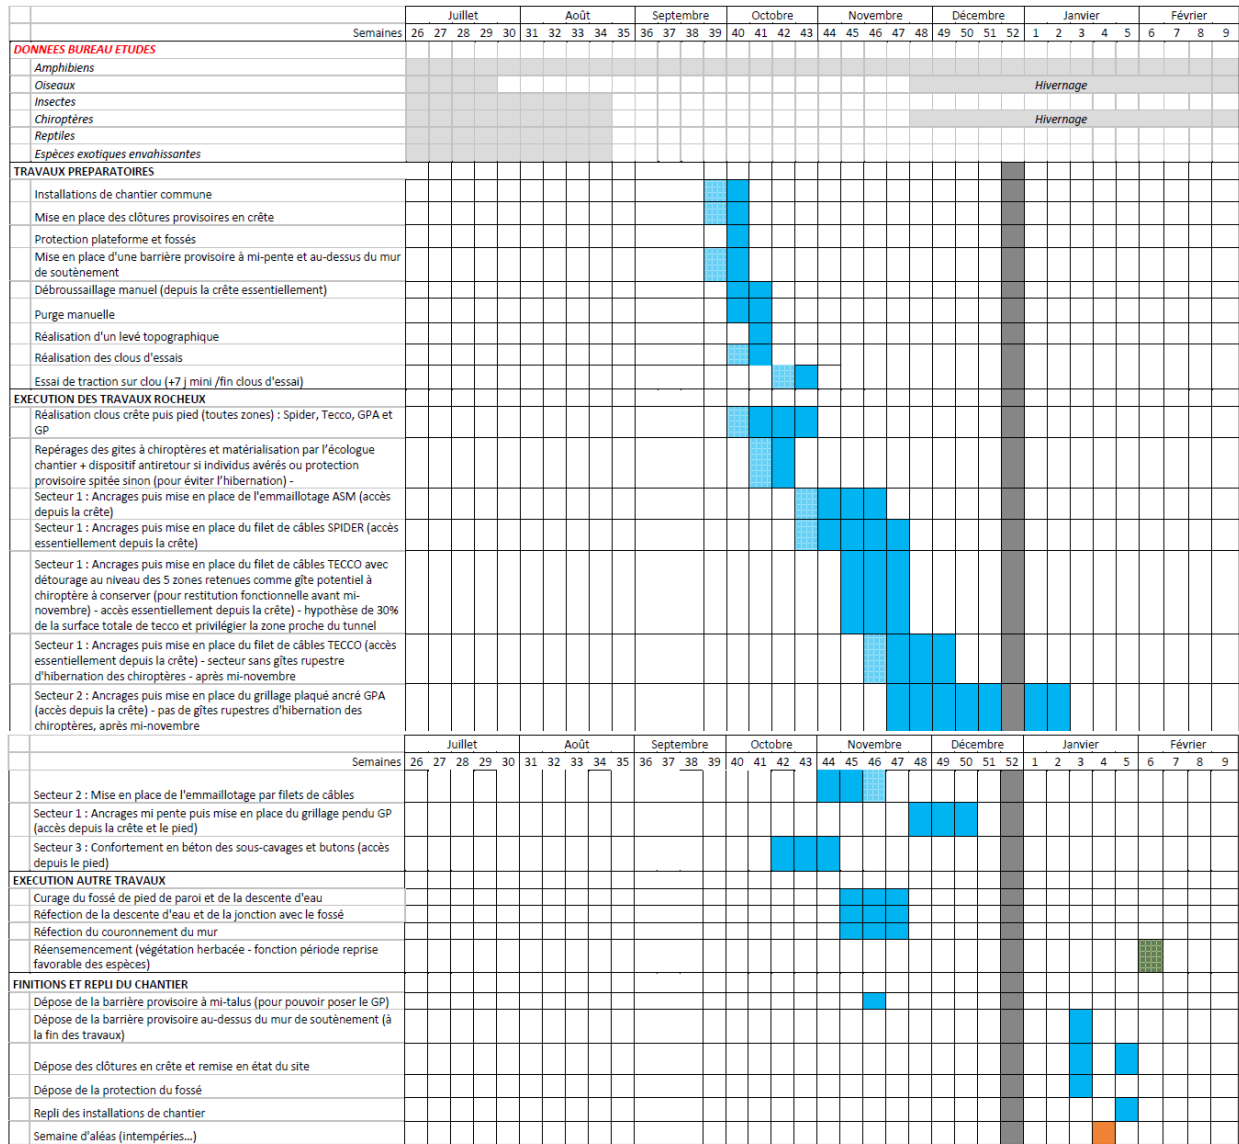 Juillet Août Septembre Octobre Novembre Décembre Janvier Février
Semaines 26 27 28 29 30 31 32 33 34 35 36 37 38 39 40 41 42 43 44 45 46 47 48 49 50 51 52 1 2 3 4 5 6 7 8 9
DONNEES BUREAU ETUDES
Amphibiens
Oiseaux Hivernage
Insectes
Chiroptères Hivernage
Reptiles
Espèces exotiques envahissantes
TRAVAUX PREPARATOIRES
Installations de chantier commune
Mise en place des clôtures provisoires en crête
Protection plateforme et fossés
Mise en place d'une barrière provisoire à mi-pente et au-dessus du mur
de soutènement
Débroussaillage manuel (depuis la crête essentiellement)
Purge manuelle
Réalisation d'un levé topographique
Réalisation des clous d'essais
Essai de traction sur clou (+7 j mini /fin clous d'essai)
EXECUTION DES TRAVAUX ROCHEUX
Réalisation clous crête puis pied (toutes zones) : Spider, Tecco, GPA et
GP
Repérages des gites à chiroptères et matérialisation par l’écologue
chantier + dispositif antiretour si individus avérés ou protection
provisoire spitée sinon (pour éviter l’hibernation) -
Secteur 1 : Ancrages puis mise en place de l'emmaillotage ASM (accès
depuis la crête)
Secteur 1 : Ancrages puis mise en place du filet de câbles SPIDER (accès
essentiellement depuis la crête)
Secteur 1 : Ancrages puis mise en place du filet de câbles TECCO avec
détourage au niveau des 5 zones retenues comme gîte potentiel à
chiroptère à conserver (pour restitution fonctionnelle avant mi-
novembre) - accès essentiellement depuis la crête) - hypothèse de 30%
de la surface totale de tecco et privilégier la zone proche du tunnel
Secteur 1 : Ancrages puis mise en place du filet de câbles TECCO (accès
essentiellement depuis la crête) - secteur sans gîtes rupestre
d'hibernation des chiroptères - après mi-novembre
Secteur 2 : Ancrages puis mise en place du grillage plaqué ancré GPA
(accès depuis la crête) - pas de gîtes rupestres d'hibernation des
chiroptères, après mi-novembre
Juillet Août Septembre Octobre Novembre Décembre Janvier Février
Semaines 26 27 28 29 30 31 32 33 34 35 36 37 38 39 40 41 42 43 44 45 46 47 48 49 50 51 52 1 2 3 4 5 6 7 8 9
Secteur 2 : Mise en place de l'emmaillotage par filets de câbles
Secteur 1 : Ancrages mi pente puis mise en place du grillage pendu GP
(accès depuis la crête et le pied)
Secteur 3 : Confortement en béton des sous-cavages et butons (accès
depuis le pied)
EXECUTION AUTRE TRAVAUX
Curage du fossé de pied de paroi et de la descente d'eau
Réfection de la descente d'eau et de la jonction avec le fossé
Réfection du couronnement du mur
Réensemencement (végétation herbacée - fonction période reprise
favorable des espèces)
FINITIONS ET REPLI DU CHANTIER
Dépose de la barrière provisoire à mi-talus (pour pouvoir poser le GP)
Dépose de la barrière provisoire au-dessus du mur de soutènement (à
la fin des travaux)
Dépose des clôtures en crête et remise en état du site
Dépose de la protection du fossé
Repli des installations de chantier
Semaine d'aléas (intempéries...)